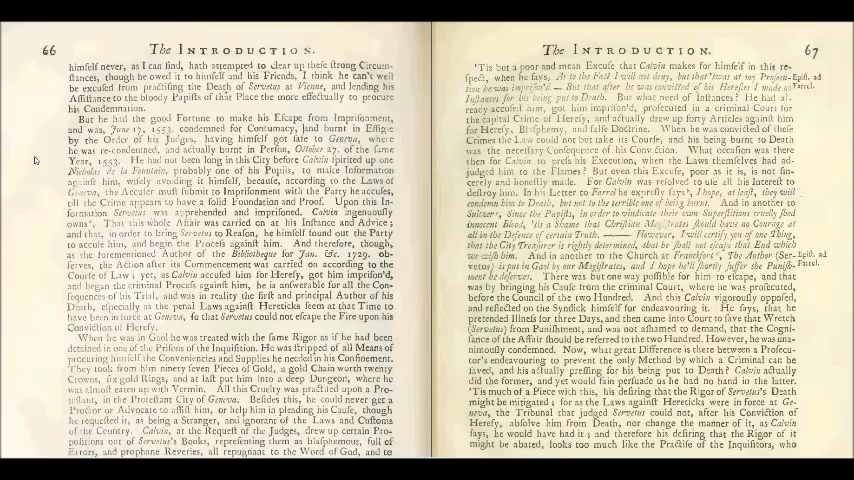 66 The INTRODUCTION.
himself never, as I can find, hath attempted to clear up these strong Circum-
stances, though he owed it to himself and his Friends, I think he can't well
be excused from practising the Death of Servetus at Vienne, and lending his
Assistance to the bloody Papists of that Place the more effectually to procure
his Condemnation.
But he had the good Fortune to make his Escape from Imprisonment,
and was, June 17, 1553. condemned for Contumacy, and burnt in Effigie
by the Order of his Judges, having himself got safe to Geneva, where
he was re-condemned, and actually burnt in Person, October 27. of the same
Year, 1553. He had not been long in this City before Calvin spirited up one
Nicholas de la Fountain, probably one of his Pupils, to make Information
against him, wisely avoiding it himself, because, according to the Laws of
Geneva, the Accuser must submit to Imprisonment with the Party he accuses,
till the Crime appears to have a solid Foundation and Proof. Upon this In-
formation Servetus was apprehended and imprisoned. Calvin ingenuously
owns, That this whole Affair was carried on at his Instance and Advice;
and that, in order to bring Servetus to Reason, he himself found out the Party
to accuse him, and begin the Process against him. And therefore, though,
as the forementioned Author of the Bibliotheque for Jan. &c. 1729. ob-
serves, the Action after its Commencement was carried on according to the
Course of Law; yet, as Calvin accused him for Heresy, got him imprison'd,
and began the criminal Process against him, he is answerable for all the Con-
sequences of his Trial, and was in reality the first and principal Author of his
Death, especially as the penal Laws against Hereticks seem at that Time to
have been in force at Geneva, so that Servetus could not escape the Fire upon his
Conviction of Heresy.
When he was in Gaol he was treated with the same Rigor as if he had been
detained in one of the Prisons of the Inquisition. He was stripped of all Means of
procuring himself the Conveniencies and Supplies he needed in his Confinement.
They took from him ninety seven Pieces of Gold, a gold Chain worth twenty
Crowns, six gold Rings, and at last put him into a deep Dungeon, where he
was almost eaten up with Vermin. All this Cruelty was practised upon a Pro-
testant, in the Protestant City of Geneva. Besides this, he could never get a
Proctor or Advocate to assist him, or help him in pleading his Cause, though
he requested it, as being a Stranger, and ignorant of the Laws and Customs
of the Country. Calvin, at the Request of the Judges, drew up certain Pro-
positions out of Servetus's Books, representing them as blasphemous, full of
Errors, and prophane Reveries, all repugnant to the Word of God, and to
The INTRODUCTION. 67
'Tis but a poor and mean Excuse that Calvin makes for himself in this re-
spect, when he says, As to the Fact I will not deny, but that 'twas at my Prosecu-
tion he was imprison'd — But that after he was convicted of his Heresies I made no
Instances for his being put to Death. But what need of Instances? He had al-
ready accused him, got him imprisoned, prosecuted in a criminal Court for
the capital Crime of Heresy, and actually drew up forty Articles against him
for Heresy, Blasphemy, and false Doctrine. When he was convicted of these
Crimes the Law could not but take its Course, and his being burnt to Death
was the necessary Consequence of his Conviction. What occasion was there
then for Calvin to press his Execution, when the Laws themselves had ad-
judged him to the Flames? But even this Excuse, poor as it is, is not sin-
cerely and honestly made. For Calvin was resolved to use all his Interest to
destroy him. In his Letter to Farrel he expressly says, I hope, at least, they will
condemn him to Death, but not to the terrible one of being burnt. And in another to
Sultzer, Since the Papists, in order to vindicate their own Superstitions cruelly shed
innocent Blood, 'tis a Shame that Christian Magistrates should have no Courage at
all in the Defence of certain Truth. —— However, I will certify you of one Thing,
that the City Treasurer is rightly determined, that he shall not escape that End which
we wish him. And in another to the Church at Franckfort, The Author (Ser-
vetus) is put in Gaol by our Magistrates, and I hope he'll shortly suffer the Punish-
ment he deserves. There was but one way possible for him to escape, and that
was by bringing his Cause from the criminal Court, where he was prosecuted,
before the Council of the two Hundred. And this Calvin vigorously opposed,
and reflected on the Syndick himself for endeavouring it. He says, that he
pretended Illness for three Days, and then came into Court to save that Wretch
(Servetus) from Punishment, and was not ashamed to demand, that the Cogni-
sance of the Affair should be referred to the two Hundred. However, he was una-
nimously condemned. Now, what great Difference is there between a Prosecu-
tor's endeavouring to prevent the only Method by which a Criminal can be
saved, and his actually pressing for his being put to Death? Calvin actually
did the former, and yet would fain persuade us he had no hand in the latter.
'Tis much of a Piece with this, his desiring that the Rigor of Servetus's Death
might be mitigated; for as the Laws against Hereticks were in force at Ge-
neva, the Tribunal that judged Servetus could not, after his Conviction of
Heresy, absolve him from Death, nor change the manner of it, as Calvin
says, he would have had it; and therefore his desiring that the Rigor of it
might be abated, looks too much like the Practise of the Inquisitors, who
Epist. ad
Farrel.
Epist. ad
Farrel.